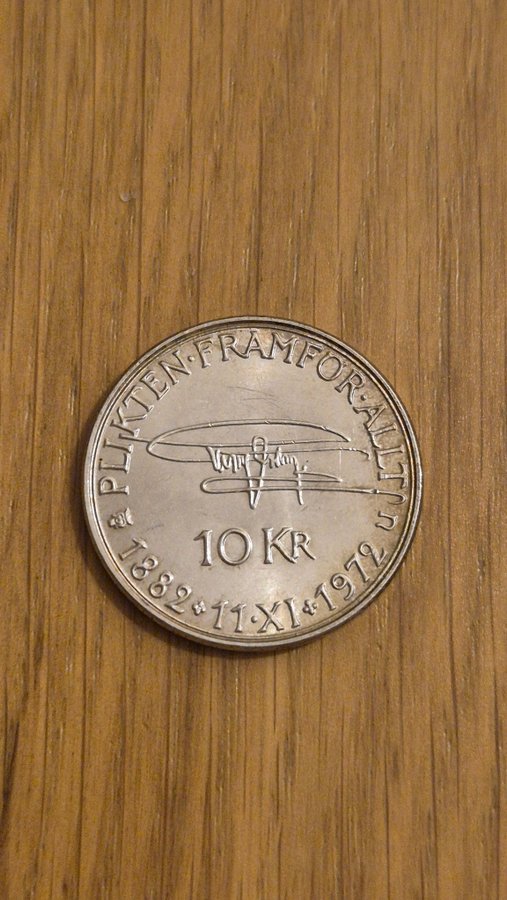 PLIKTEN·FRAMFÖR·ALLT
10 KR
1882 + 11·XI + 1972